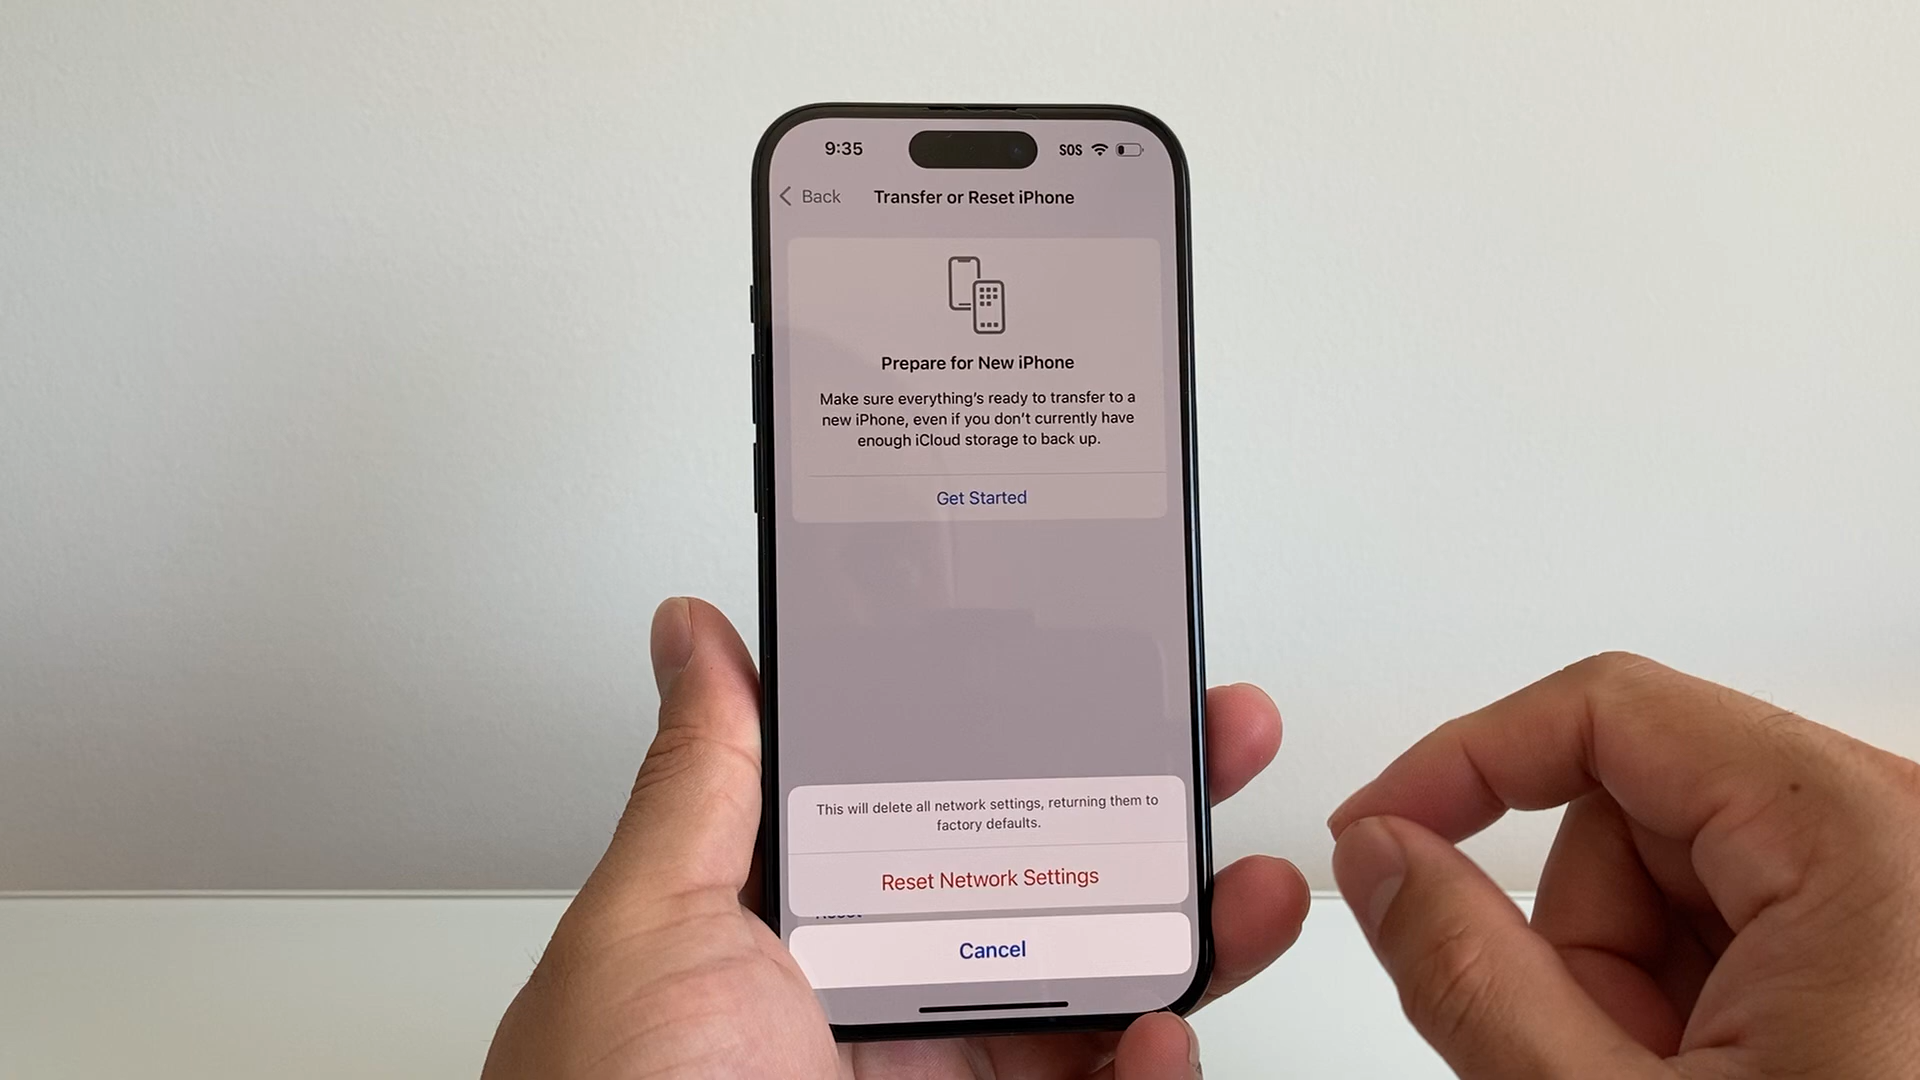 9:35 SOS
Back Transfer or Reset iPhone
Prepare for New iPhone
Make sure everything's ready to transfer to a
new iPhone, even if you don't currently have
enough iCloud storage to back up.
Get Started
This will delete all network settings, returning them to
factory defaults.
Reset Network Settings
Reset
Cancel